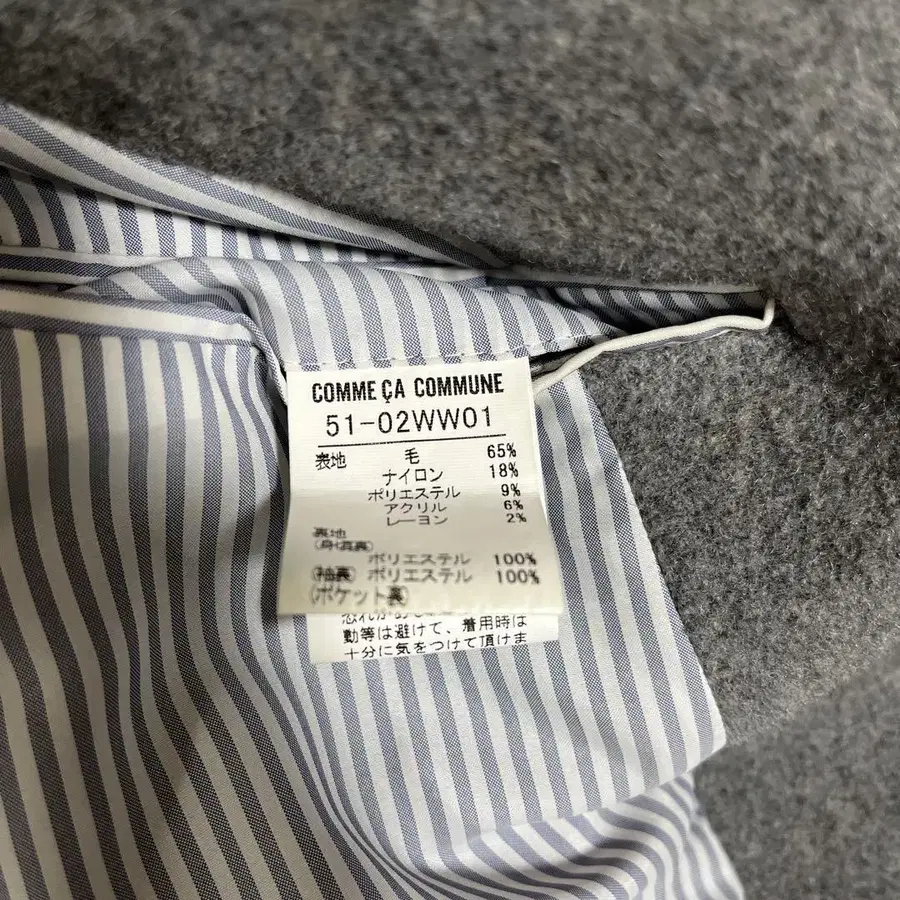 COMME ÇA COMMUNE
51-02WW01
表地 毛 65%
ナイロン 18%
ポリエステル 9%
アクリル 6%
レーヨン 2%
裏地
(身頃裏)
ポリエステル 100%
(袖裏) ポリエステル 100%
(ポケット裏)
動等は避けて、着用時は
十分に気をつけて頂けま